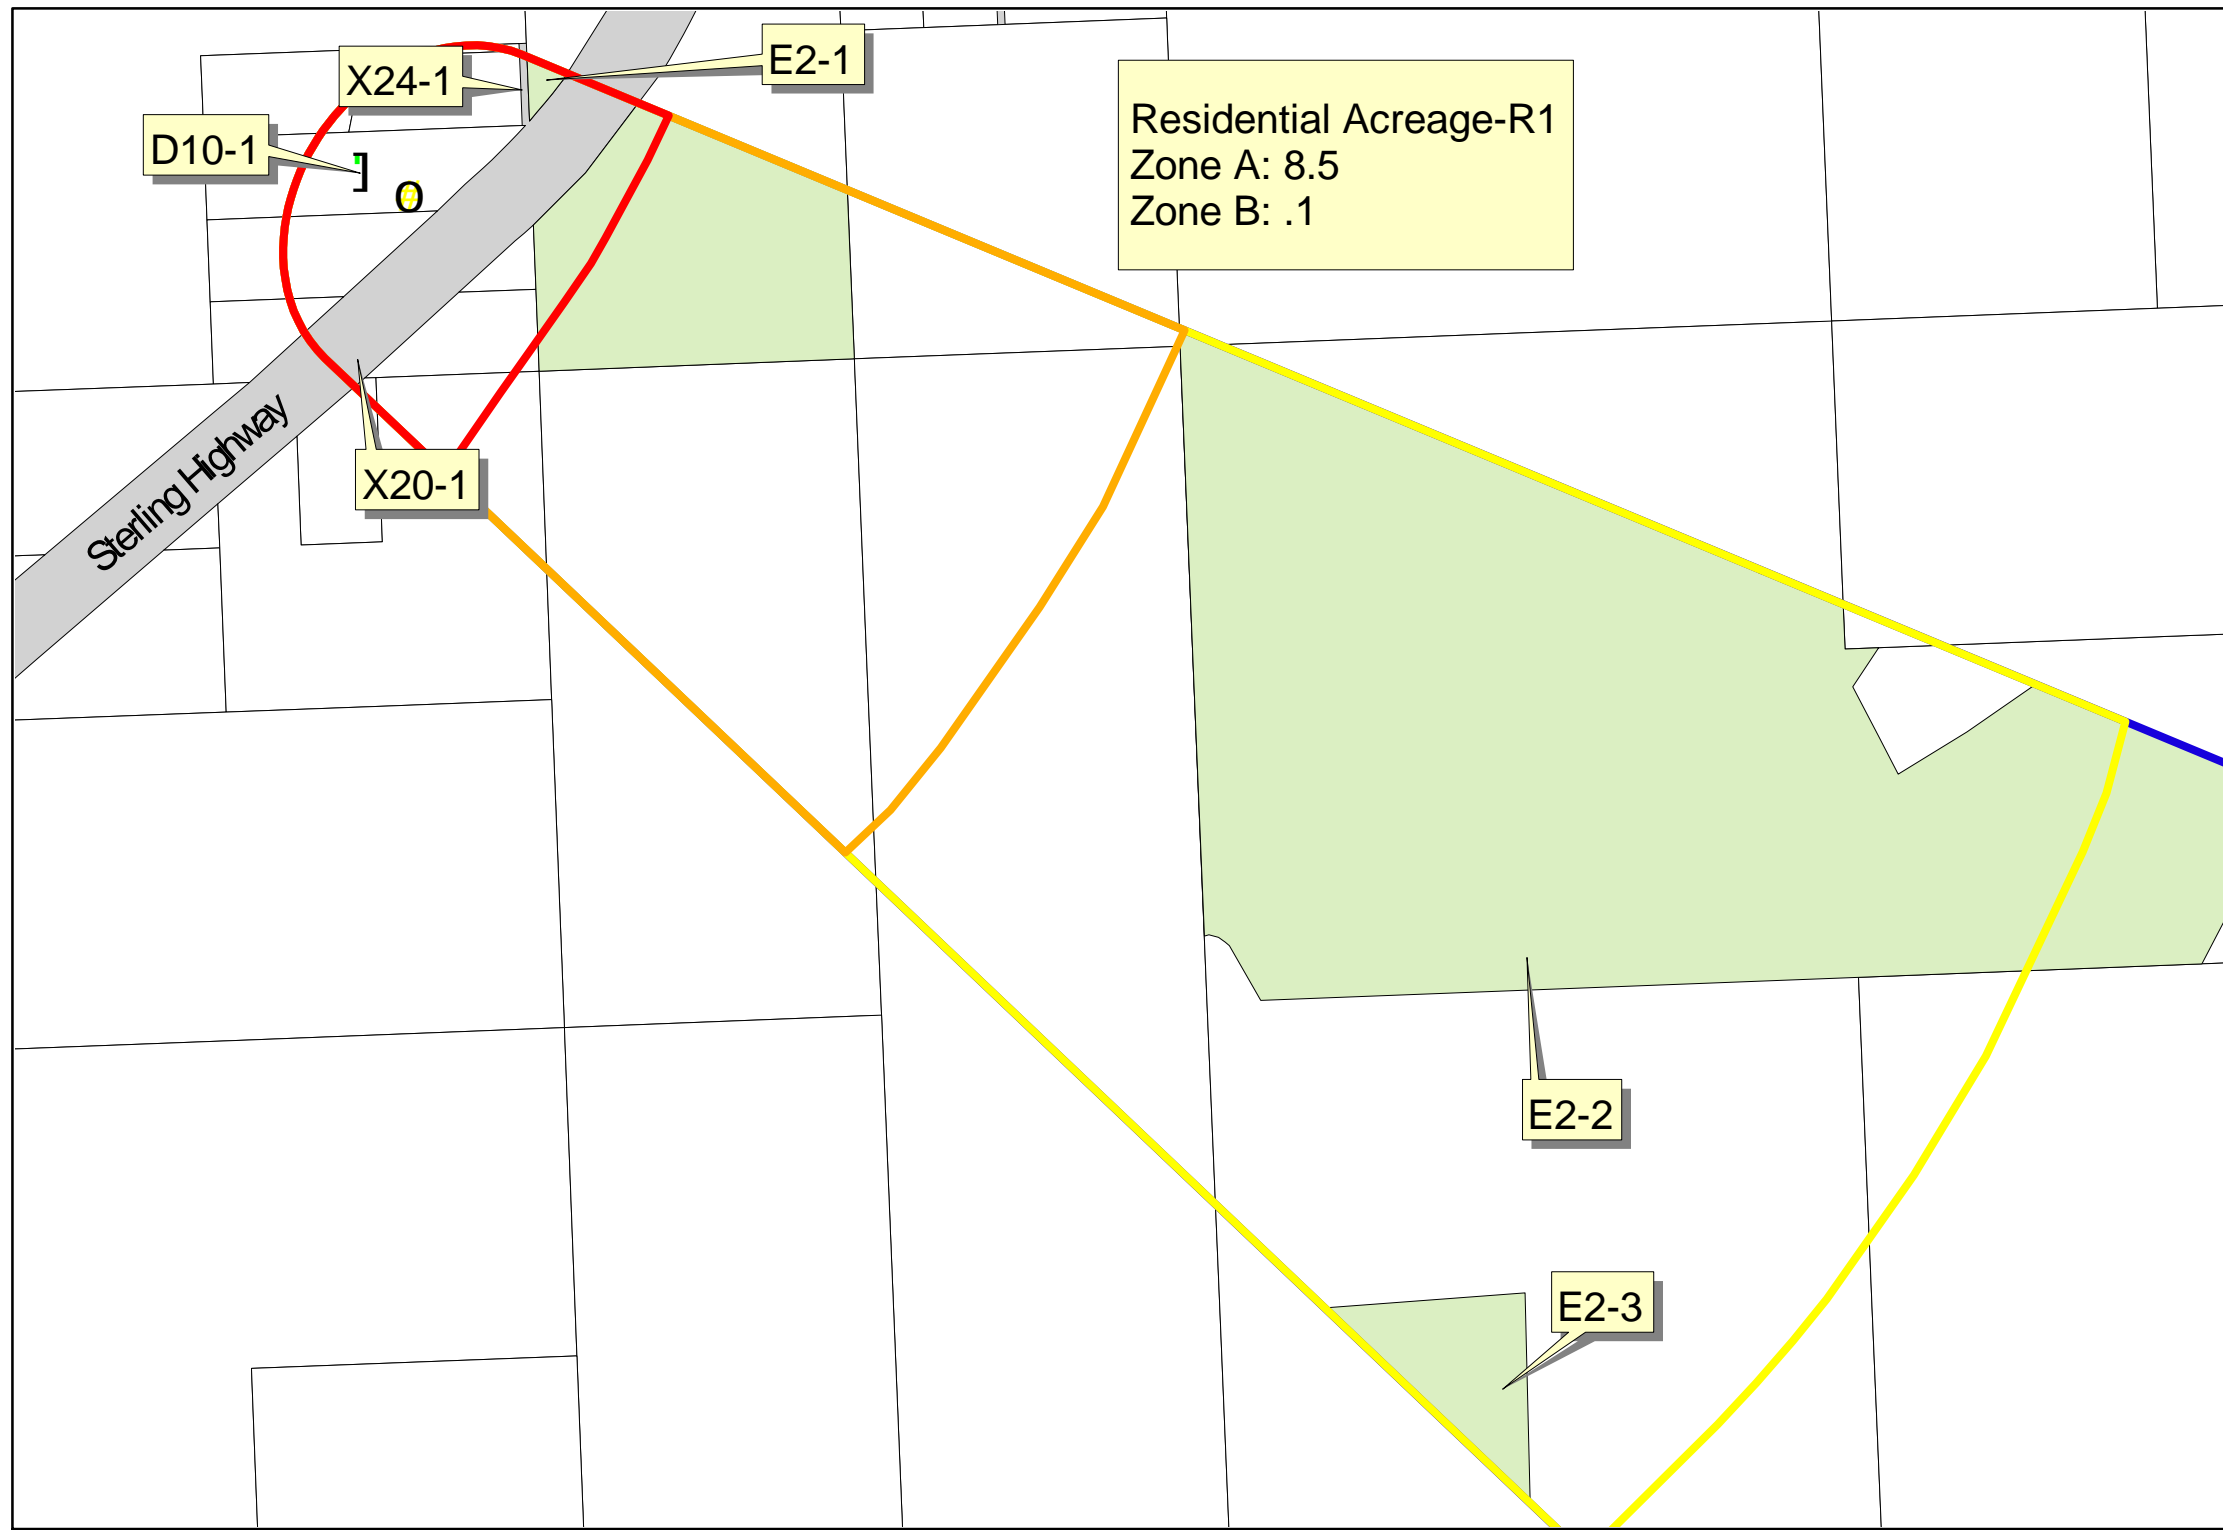 E2-1
X24-1
Residential Acreage-R1
Zone A: 8.5
Zone B: .1
D10-1
]
0
#
Sterling Highway
X20-1
E2-2
E2-3